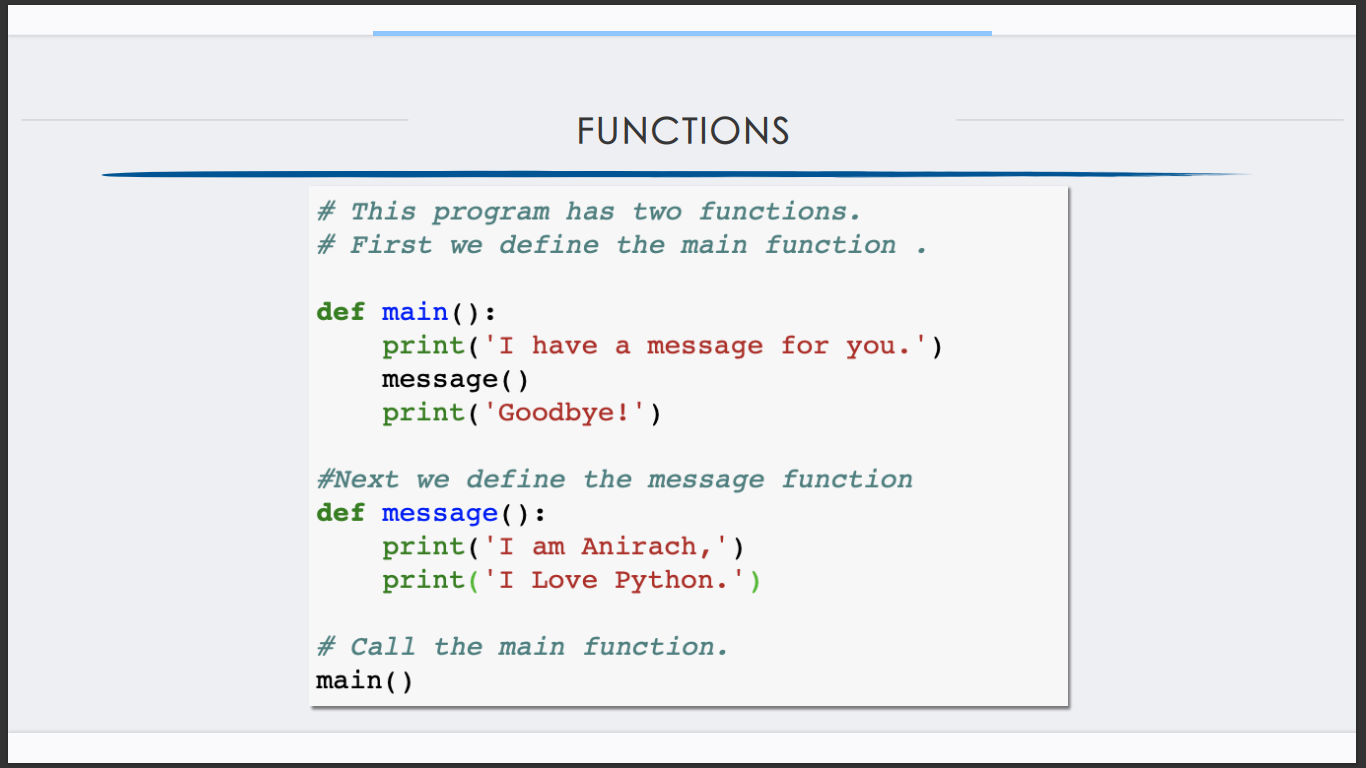 FUNCTIONS
# This program has two functions.
# First we define the main function .
def main():
    print('I have a message for you.')
    message()
    print('Goodbye!')
#Next we define the message function
def message():
    print('I am Anirach,')
    print('I Love Python.')
# Call the main function.
main()